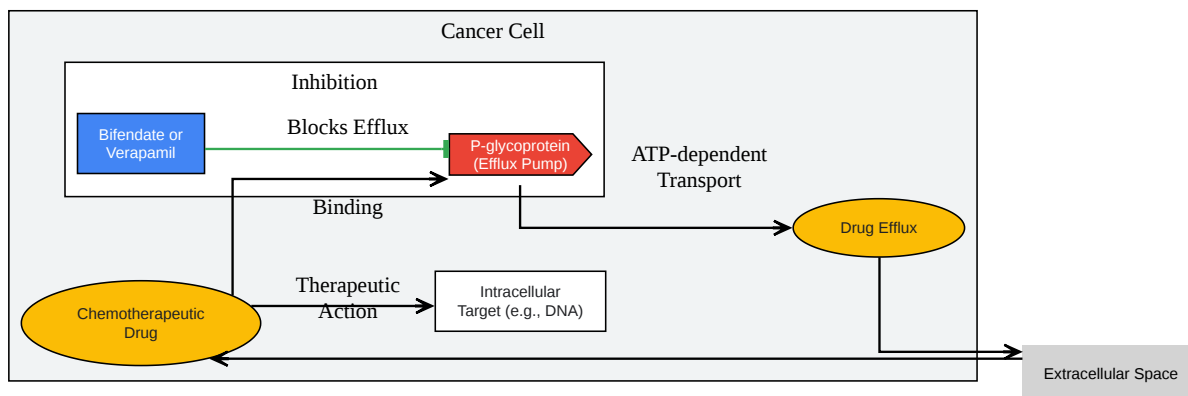 Cancer Cell
Inhibition
Blocks Efflux
Bifendate or
Verapamil
P-glycoprotein
(Efflux Pump)
ATP-dependent
Transport
Binding
Drug Efflux
Therapeutic
Action
Chemotherapeutic
Drug
Intracellular
Target (e.g., DNA)
Extracellular Space